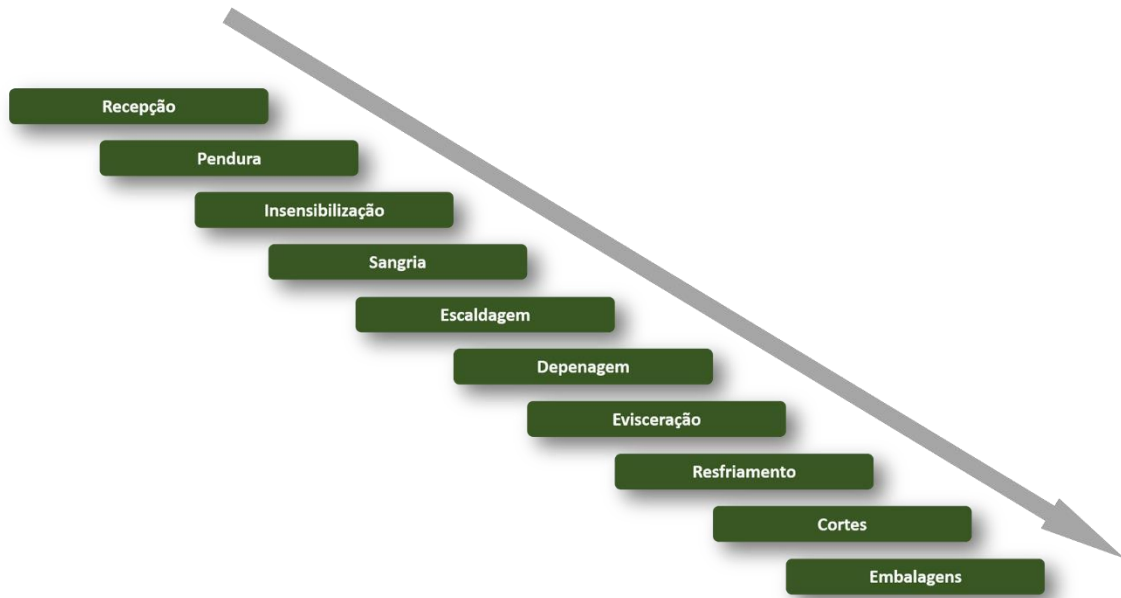 Recepção
Pendura
Insensibilização
Sangria
Escaldagem
Depenagem
Evisceração
Resfriamento
Cortes
Embalagens